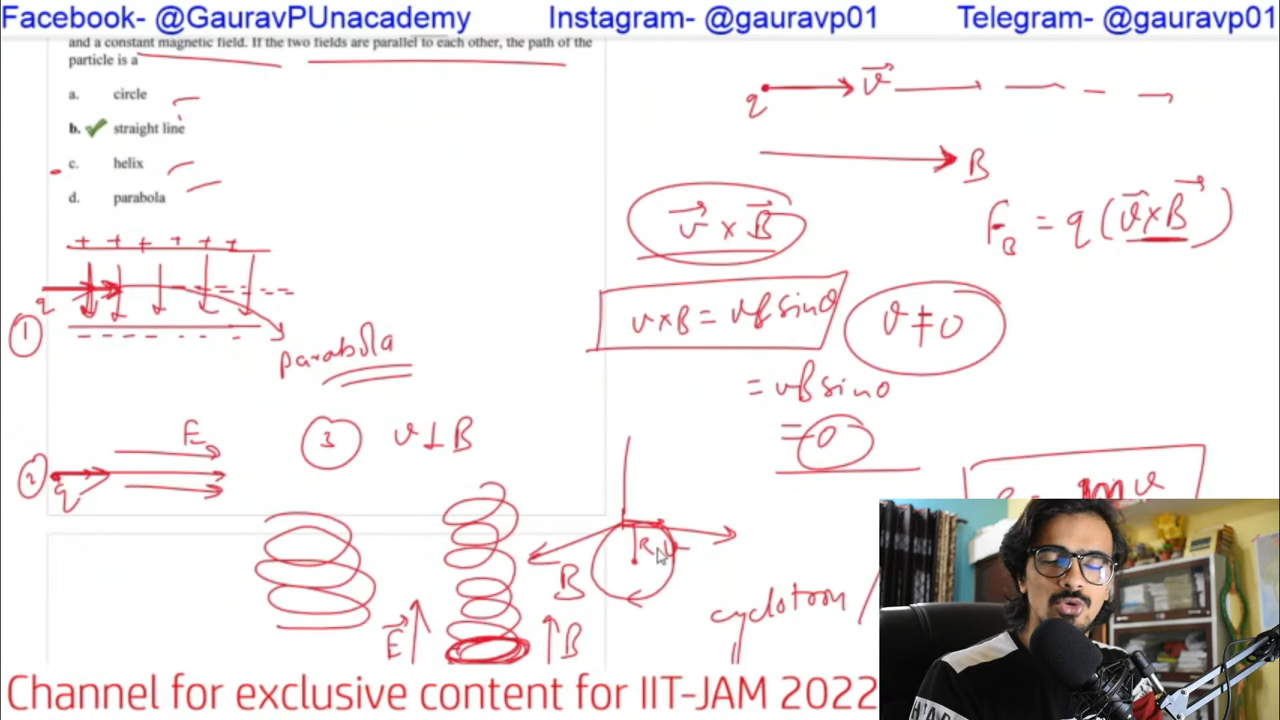 Facebook- @GauravPUnacademy Instagram- @gauravp01 Telegram- @gauravp01
and a constant magnetic field. If the two fields are parallel to each other, the path of the
particle is a
a. circle
b. straight line
c. helix
d. parabola
q v⃗
B
v⃗ × B⃗
F_B = q (v⃗ × B⃗)
v×B = vB sinθ
v ≠ 0
= vB sin0
= 0
+ + + + + +
q
1
- - - - - - -
parabola
2
q
E
3 v ⊥ B
E⃗
B
B
R
mv
cyclotron /
Channel for exclusive content for IIT-JAM 2022